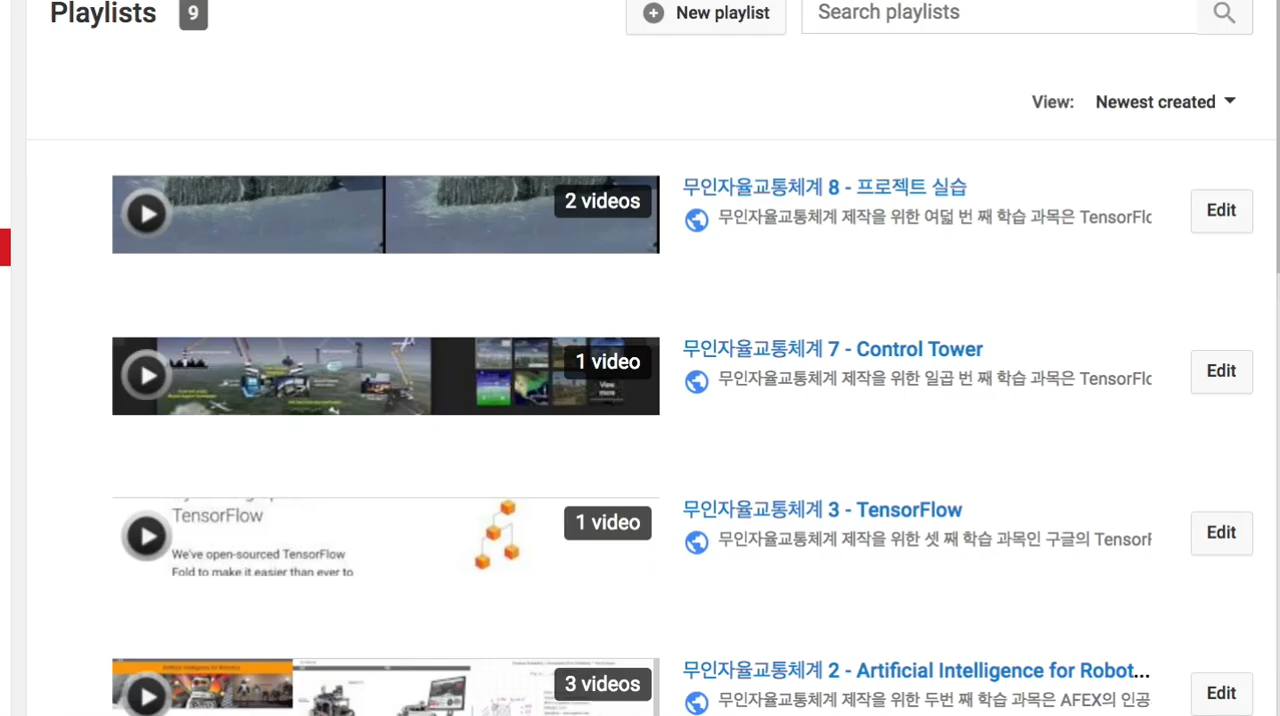 Playlists 9
New playlist
Search playlists
View: Newest created
2 videos
무인자율교통체계 8 - 프로젝트 실습
무인자율교통체계 제작을 위한 여덟 번 째 학습 과목은 TensorFlo
Edit
View more
1 video
무인자율교통체계 7 - Control Tower
무인자율교통체계 제작을 위한 일곱 번 째 학습 과목은 TensorFlo
Edit
TensorFlow
We've open-sourced TensorFlow
Fold to make it easier than ever to
1 video
무인자율교통체계 3 - TensorFlow
무인자율교통체계 제작을 위한 셋 째 학습 과목인 구글의 Tensor
Edit
Artificial Intelligence for Robotics
3 videos
무인자율교통체계 2 - Artificial Intelligence for Robot...
무인자율교통체계 제작을 위한 두번 째 학습 과목은 AFEX의 인공
Edit